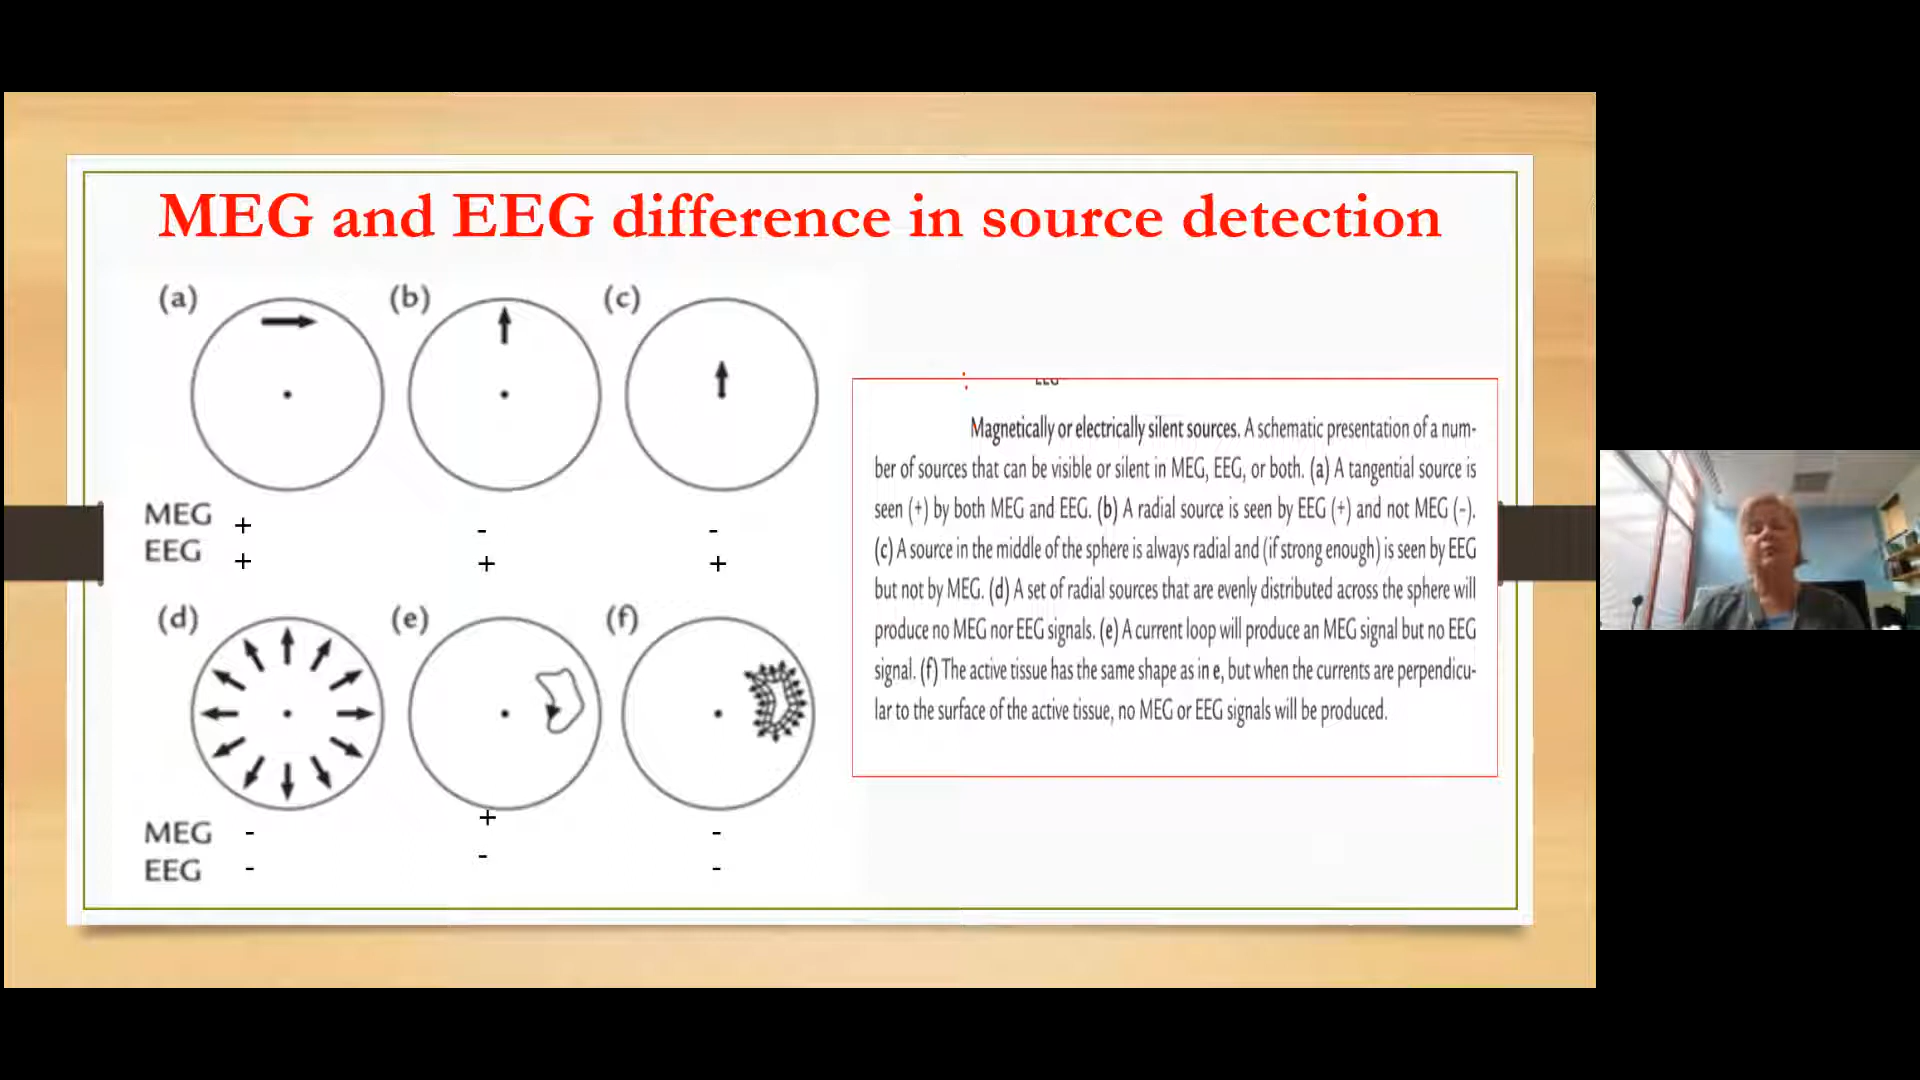 MEG and EEG difference in source detection
(a) (b) (c)
MEG + - -
EEG + + +
(d) (e) (f)
MEG - + -
EEG - - -
Magnetically or electrically silent sources. A schematic presentation of a num-
ber of sources that can be visible or silent in MEG, EEG, or both. (a) A tangential source is
seen (+) by both MEG and EEG. (b) A radial source is seen by EEG (+) and not MEG (-).
(c) A source in the middle of the sphere is always radial and (if strong enough) is seen by EEG
but not by MEG. (d) A set of radial sources that are evenly distributed across the sphere will
produce no MEG nor EEG signals. (e) A current loop will produce an MEG signal but no EEG
signal. (f) The active tissue has the same shape as in e, but when the currents are perpendicu-
lar to the surface of the active tissue, no MEG or EEG signals will be produced.